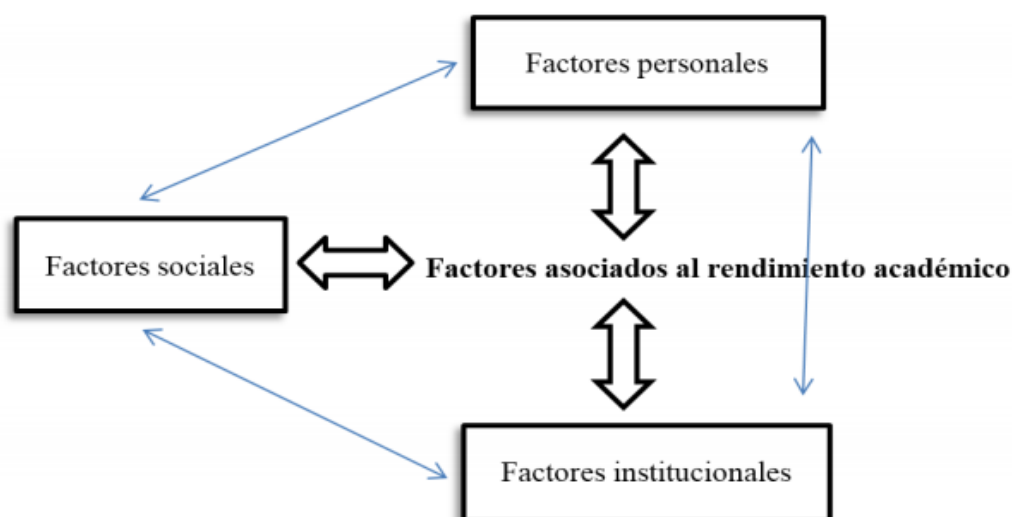 Factores personales
Factores sociales
Factores asociados al rendimiento académico
Factores institucionales